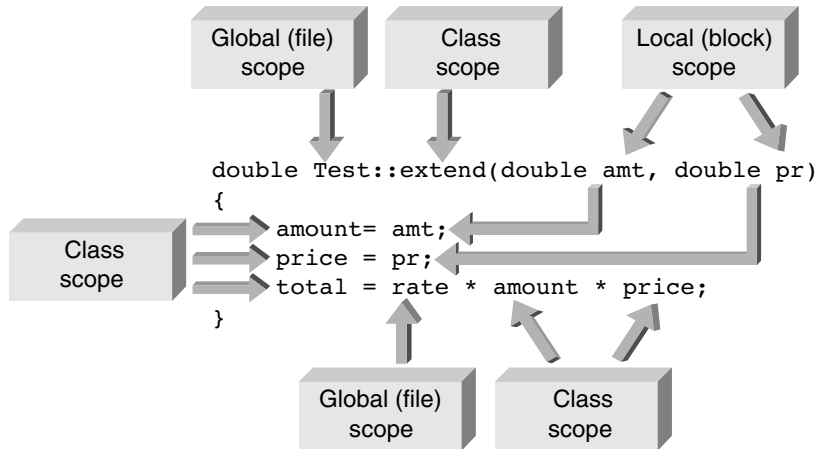 Global (file)
scope
Class
scope
Local (block)
scope
double Test::extend(double amt, double pr)
{
Class
scope
amount= amt;
price = pr;
total = rate * amount * price;
}
Global (file)
scope
Class
scope